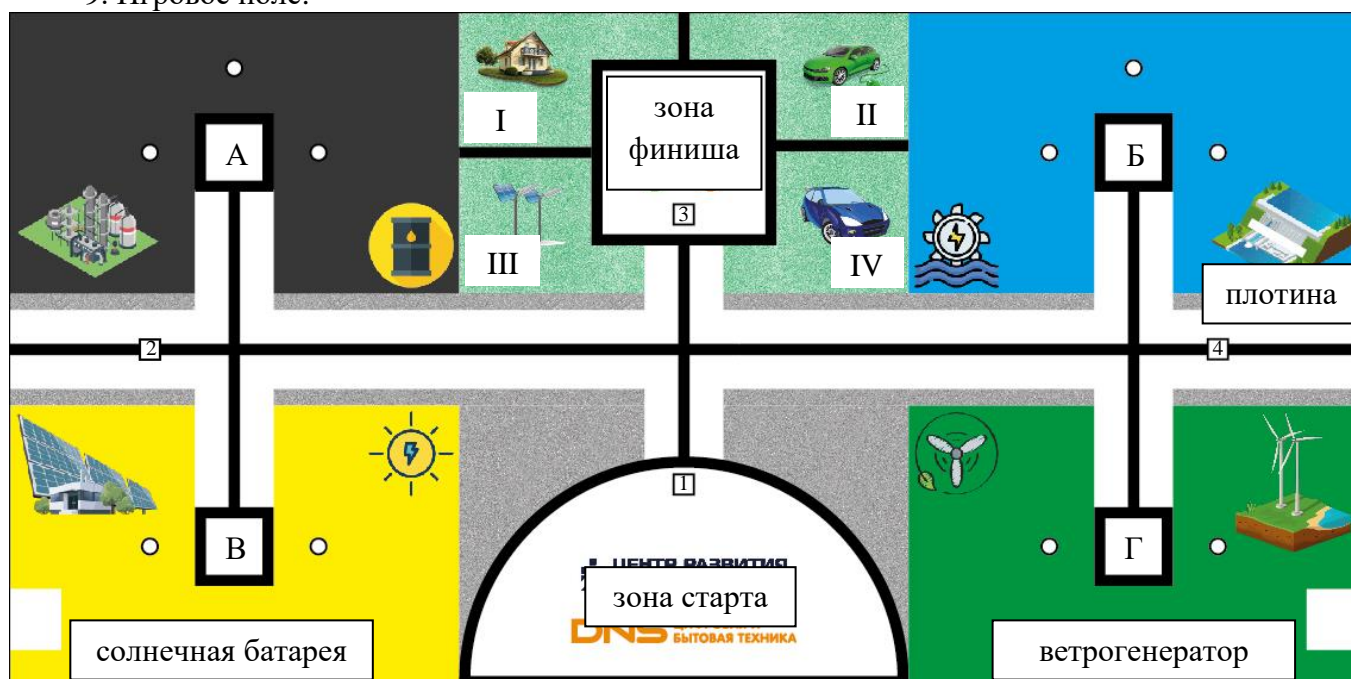 9. Игровое поле:
I
зона
финиша
II
А
Б
3
III
IV
плотина
2
4
1
В
Г
ЦЕНТР РАЗВИТИЯ
зона старта
DNS
БЫТОВАЯ ТЕХНИКА
солнечная батарея
ветрогенератор